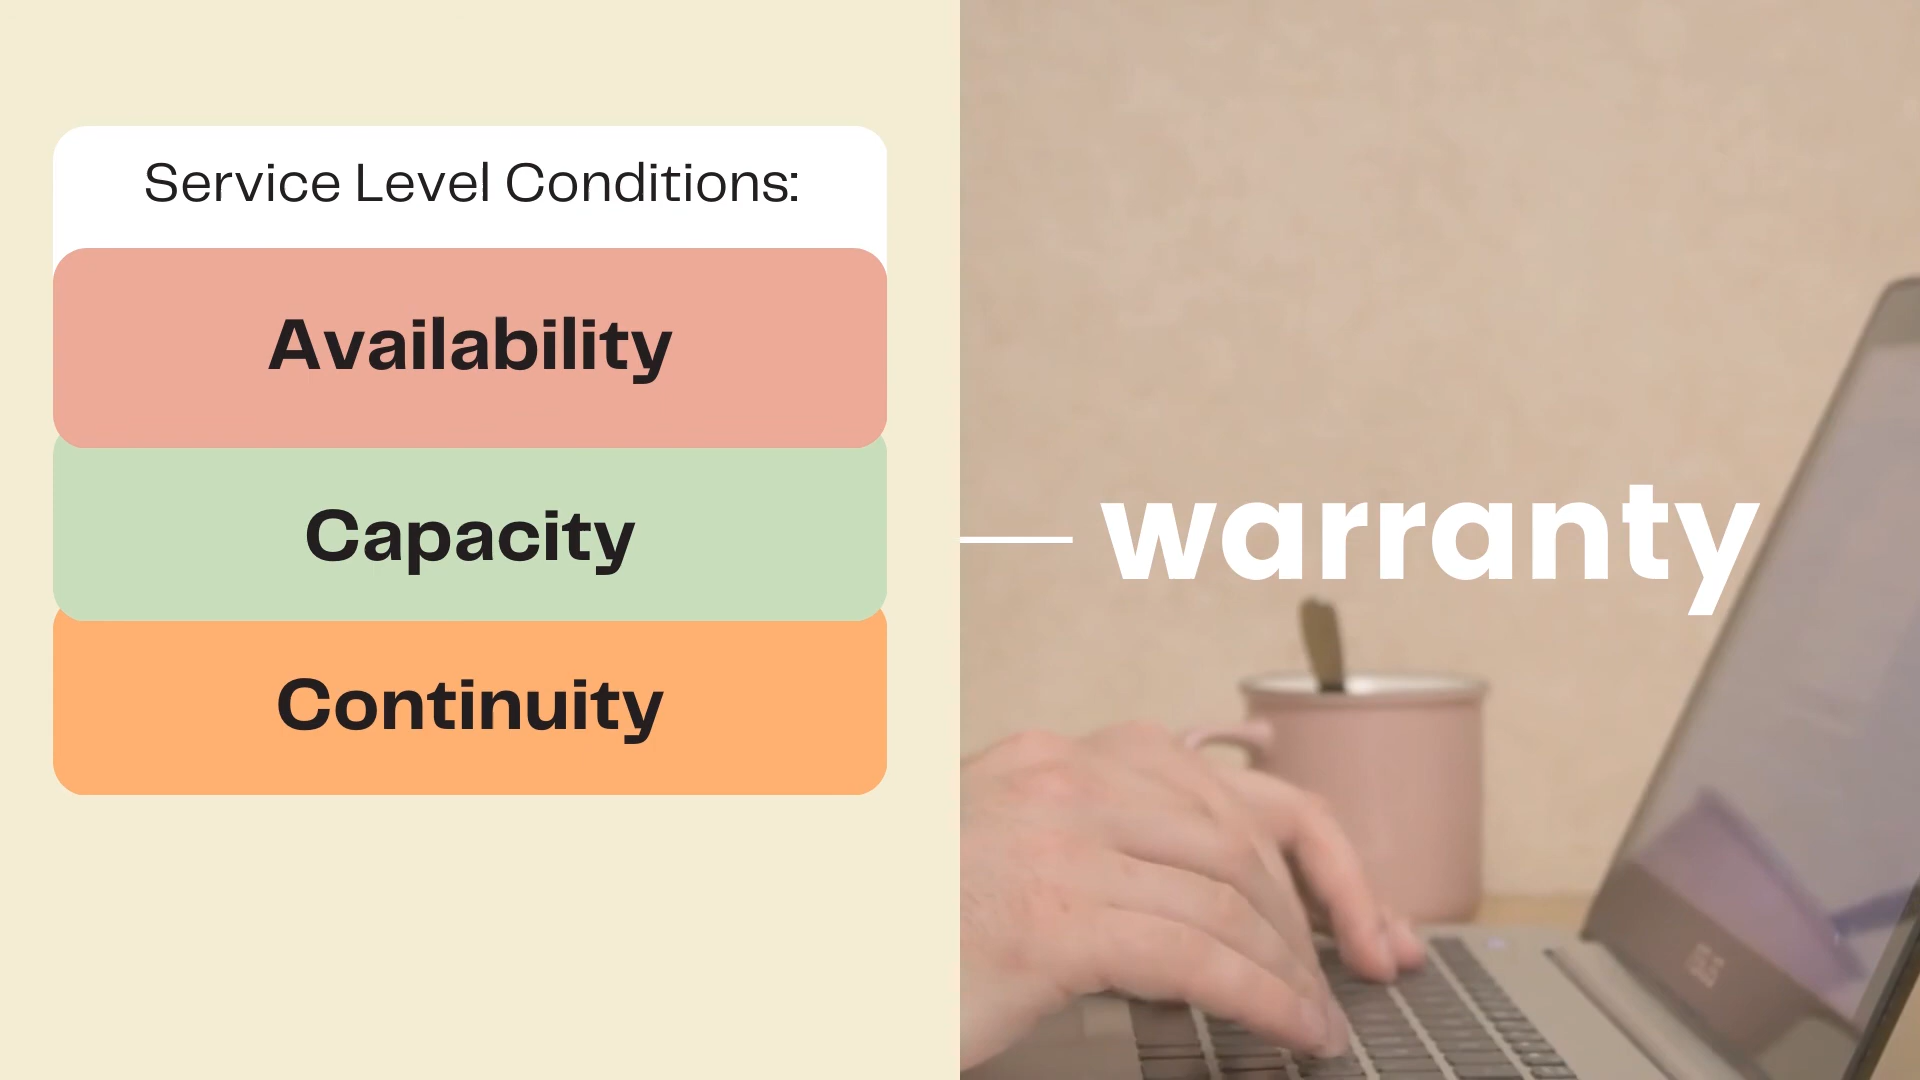 Service Level Conditions:
Availability
Capacity
Continuity
warranty